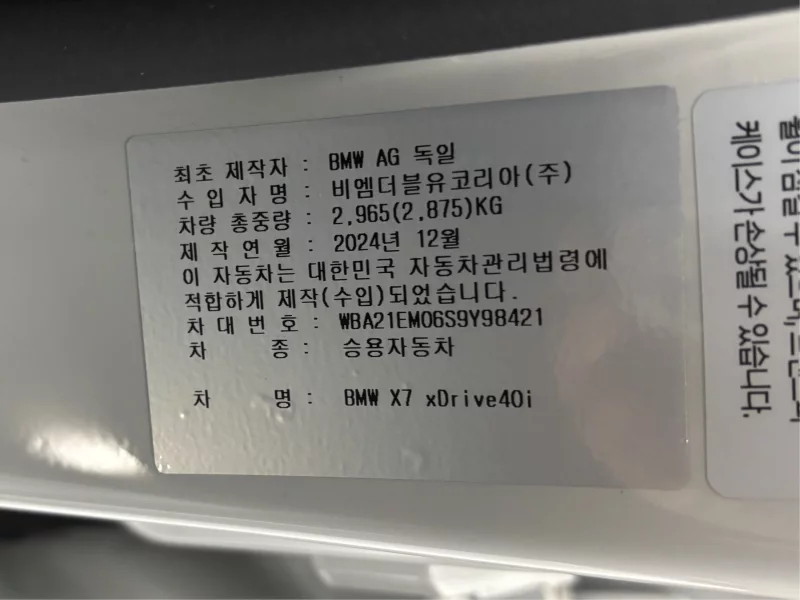 최초 제작자 : BMW AG 독일
수 입 자 명 : 비엠더블유코리아(주)
차량 총중량 : 2,965(2,875)KG
제 작 연 월 : 2024년 12월
이 자동차는 대한민국 자동차관리법령에
적합하게 제작(수입)되었습니다.
차 대 번 호 : WBA21EM06S9Y98421
차 종 : 승용자동차
차 명 : BMW X7 xDrive40i
케이스가 손상될 수 있습니다.